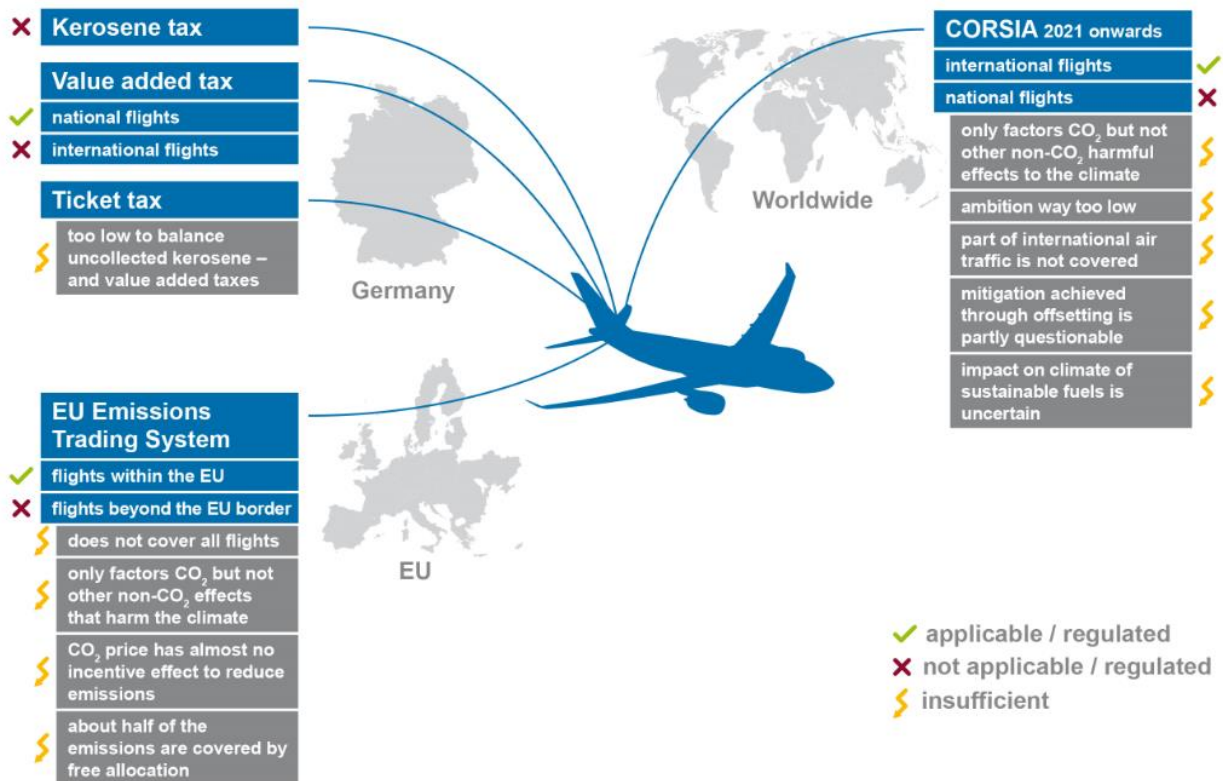 Kerosene tax
Value added tax
national flights
international flights
Ticket tax
too low to balance
uncollected kerosene –
and value added taxes
Germany
EU Emissions
Trading System
flights within the EU
flights beyond the EU border
does not cover all flights
only factors CO₂ but not
other non-CO₂ effects
that harm the climate
CO₂ price has almost no
incentive effect to reduce
emissions
about half of the
emissions are covered by
free allocation
EU
Worldwide
CORSIA 2021 onwards
international flights
national flights
only factors CO₂ but not
other non-CO₂ harmful
effects to the climate
ambition way too low
part of international air
traffic is not covered
mitigation achieved
through offsetting is
partly questionable
impact on climate of
sustainable fuels is
uncertain
applicable / regulated
not applicable / regulated
insufficient